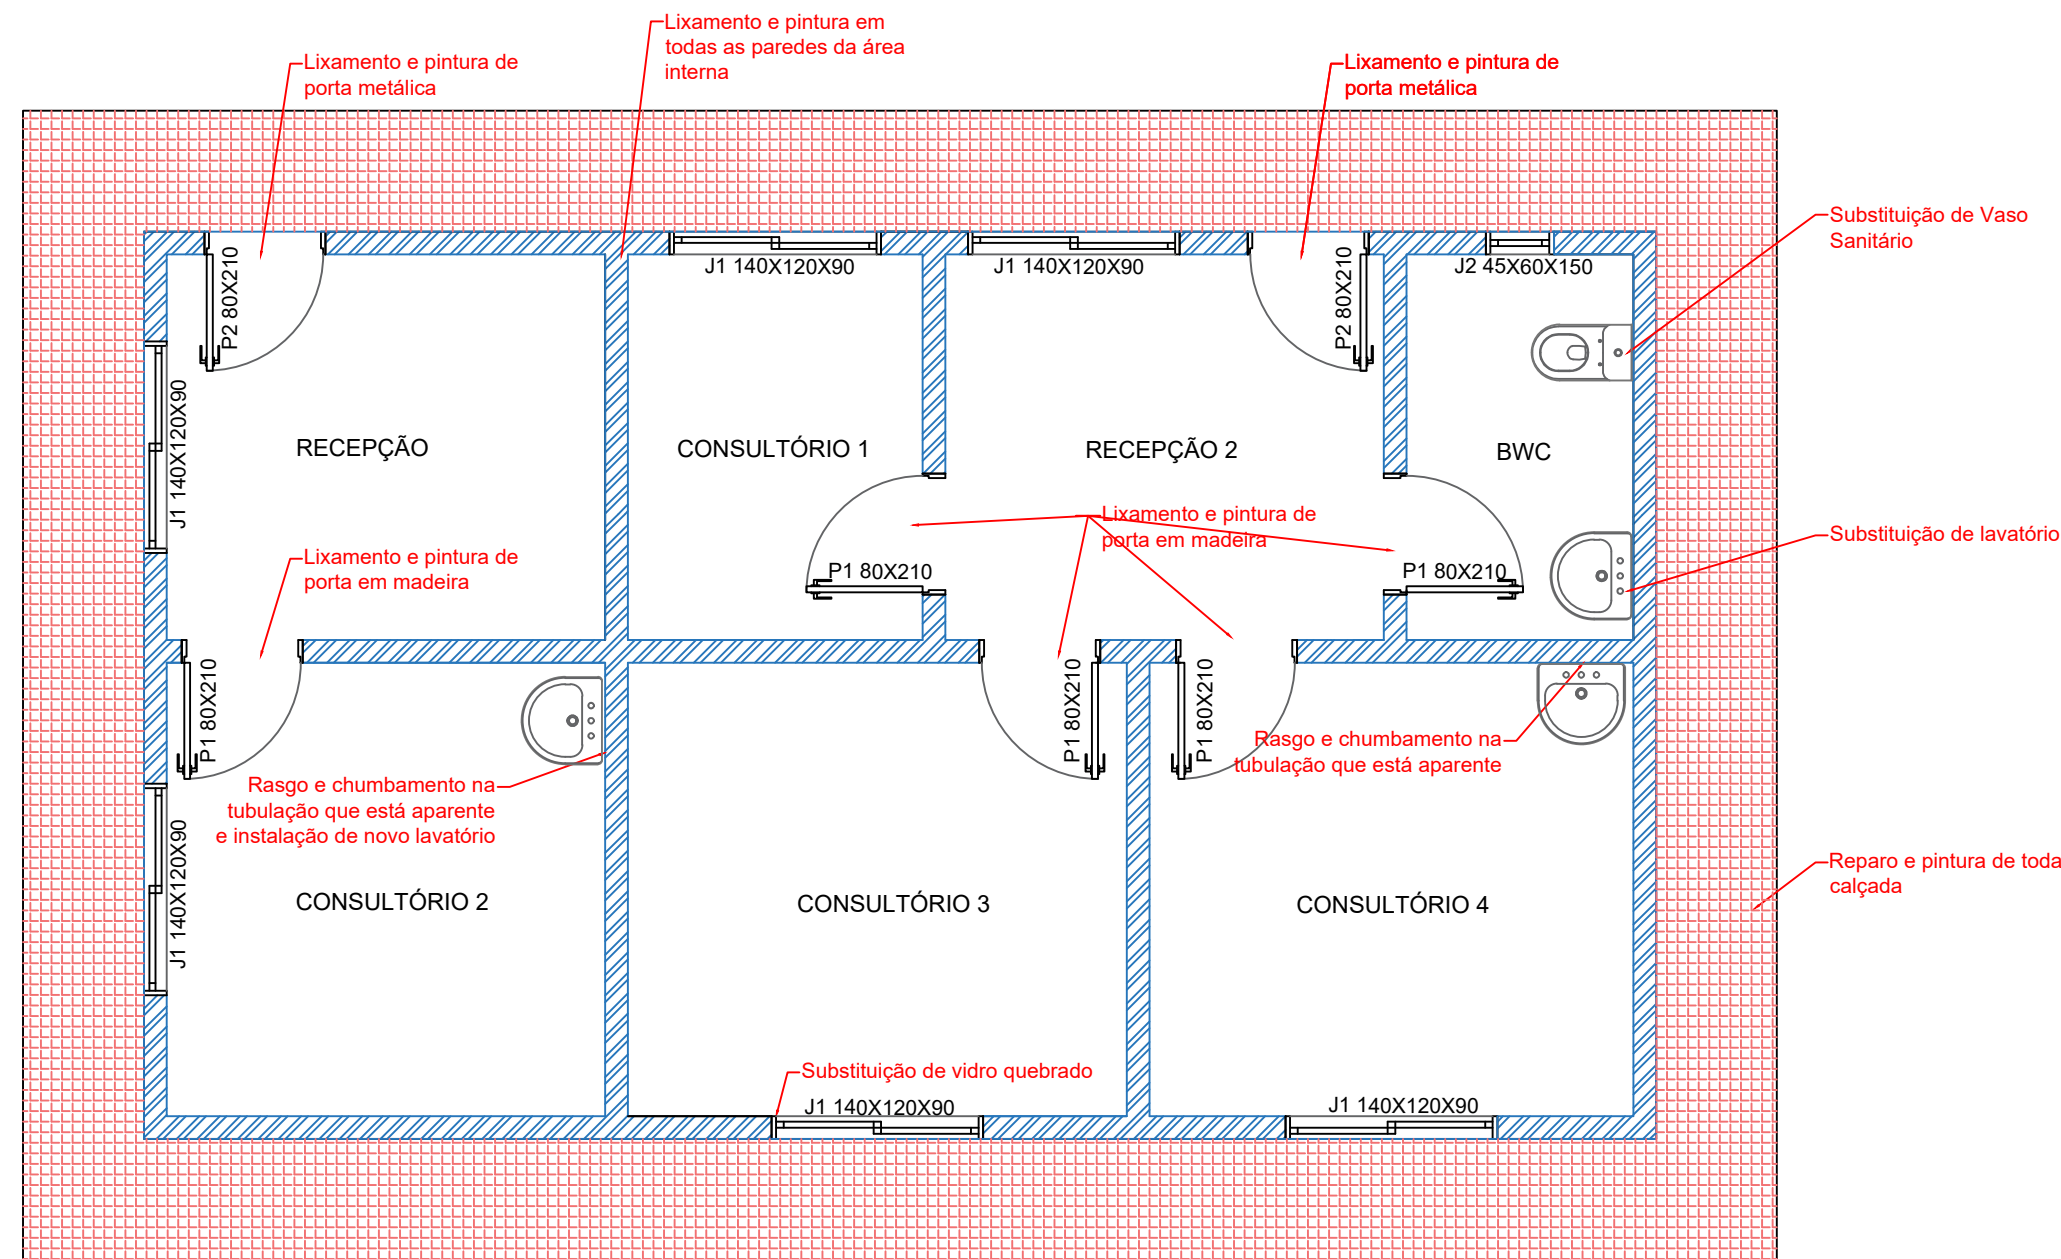 Lixamento e pintura em
todas as paredes da área
interna
Lixamento e pintura de
porta metálica
Lixamento e pintura de
porta metálica
Substituição de Vaso
Sanitário
J1 140X120X90
J1 140X120X90
J2 45X60X150
P2 80X210
P2 80X210
J1 140X120X90
RECEPÇÃO
CONSULTÓRIO 1
RECEPÇÃO 2
BWC
Lixamento e pintura de
porta em madeira
Substituição de lavatório
Lixamento e pintura de
porta em madeira
P1 80X210
P1 80X210
P1 80X210
P1 80X210
P1 80X210
Rasgo e chumbamento na
tubulação que está aparente
Rasgo e chumbamento na
tubulação que está aparente
e instalação de novo lavatório
J1 140X120X90
Reparo e pintura de toda
calçada
CONSULTÓRIO 2
CONSULTÓRIO 3
CONSULTÓRIO 4
Substituição de vidro quebrado
J1 140X120X90
J1 140X120X90